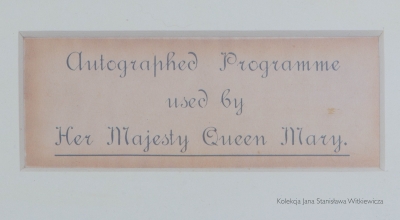 Autographed Programme
used by
Her Majesty Queen Mary.
Kolekcja Jana Stanisława Witkiewicza